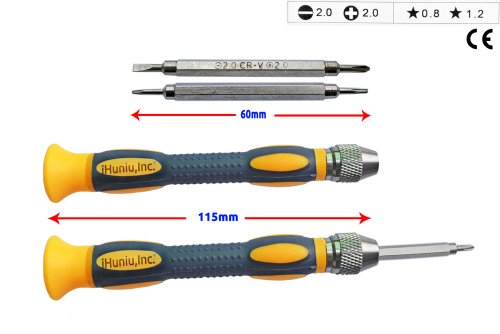 2.0 2.0 ★0.8 ★1.2
CE
⊖2.0 CR-V ⊕2.0
60mm
iHuniu,Inc.
115mm
iHuniu,Inc.